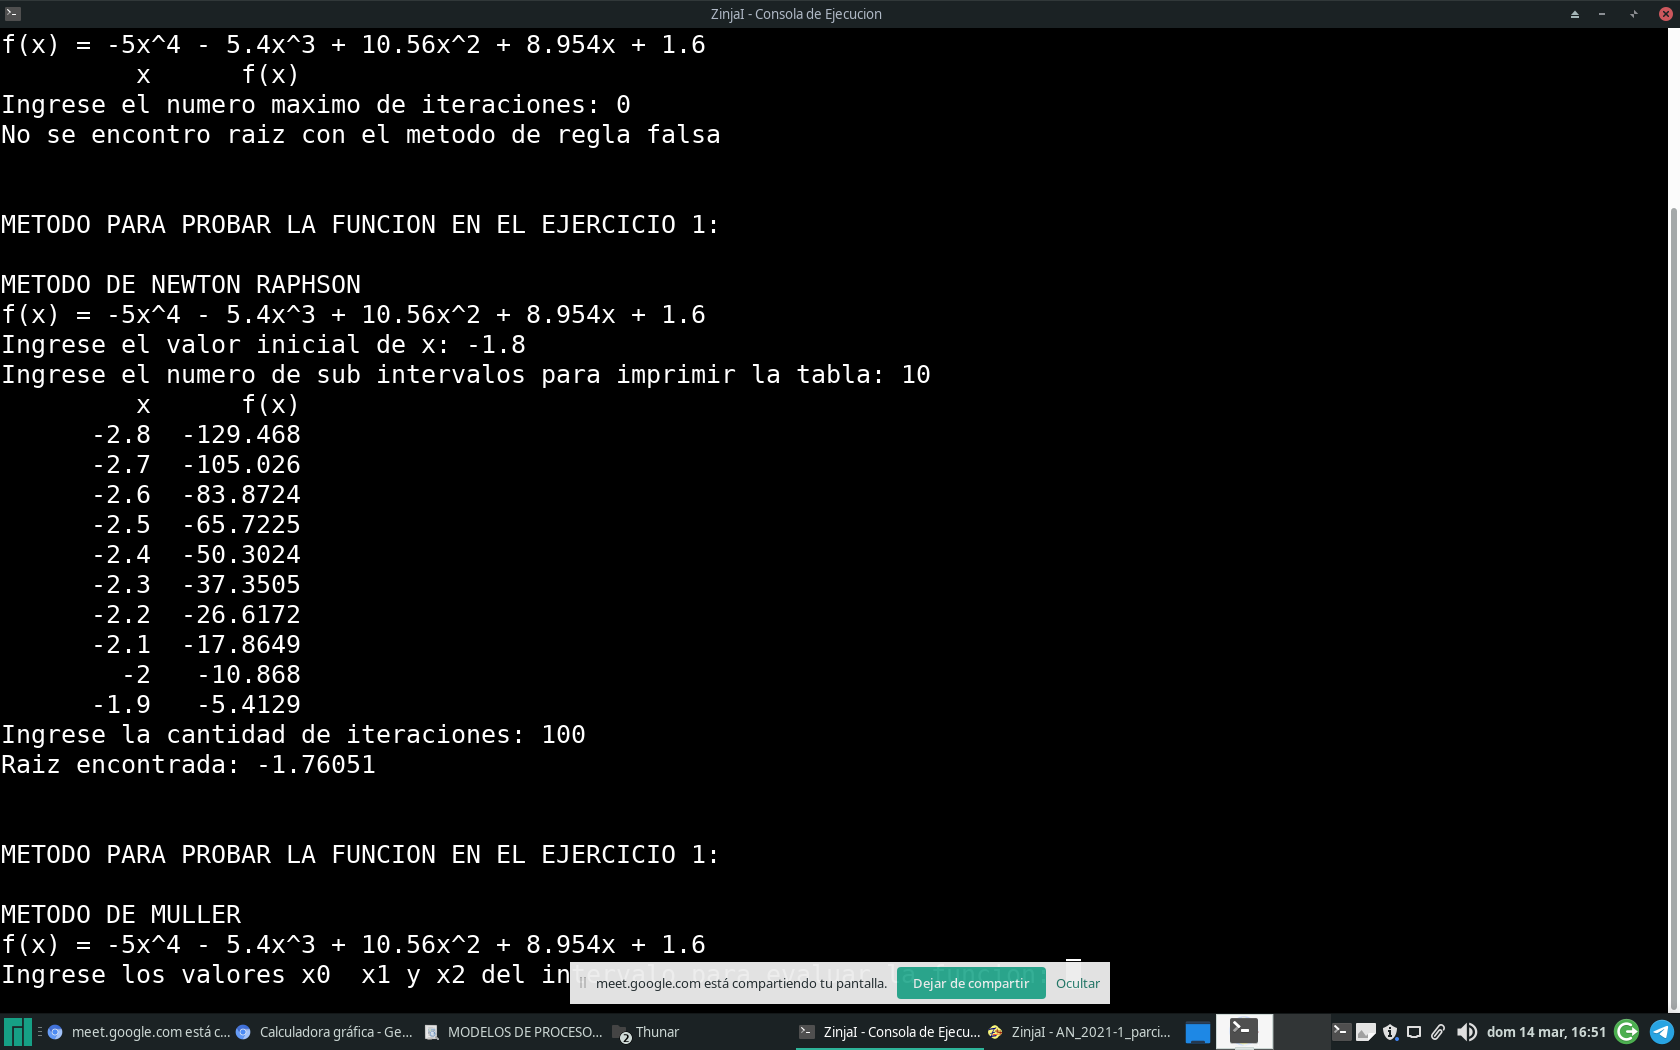 ZinjaI - Consola de Ejecucion
f(x) = -5x^4 - 5.4x^3 + 10.56x^2 + 8.954x + 1.6
x f(x)
Ingrese el numero maximo de iteraciones: 0
No se encontro raiz con el metodo de regla falsa
METODO PARA PROBAR LA FUNCION EN EL EJERCICIO 1:
METODO DE NEWTON RAPHSON
f(x) = -5x^4 - 5.4x^3 + 10.56x^2 + 8.954x + 1.6
Ingrese el valor inicial de x: -1.8
Ingrese el numero de sub intervalos para imprimir la tabla: 10
x f(x)
-2.8 -129.468
-2.7 -105.026
-2.6 -83.8724
-2.5 -65.7225
-2.4 -50.3024
-2.3 -37.3505
-2.2 -26.6172
-2.1 -17.8649
-2 -10.868
-1.9 -5.4129
Ingrese la cantidad de iteraciones: 100
Raiz encontrada: -1.76051
METODO PARA PROBAR LA FUNCION EN EL EJERCICIO 1:
METODO DE MULLER
f(x) = -5x^4 - 5.4x^3 + 10.56x^2 + 8.954x + 1.6
Ingrese los valores x0 x1 y x2 del intervalo para evaluar la funcion:
meet.google.com está compartiendo tu pantalla. Dejar de compartir Ocultar
meet.google.com está c... Calculadora gráfica - Ge... MODELOS DE PROCESO... 2 Thunar ZinjaI - Consola de Ejecu... ZinjaI - AN_2021-1_parci... dom 14 mar, 16:51